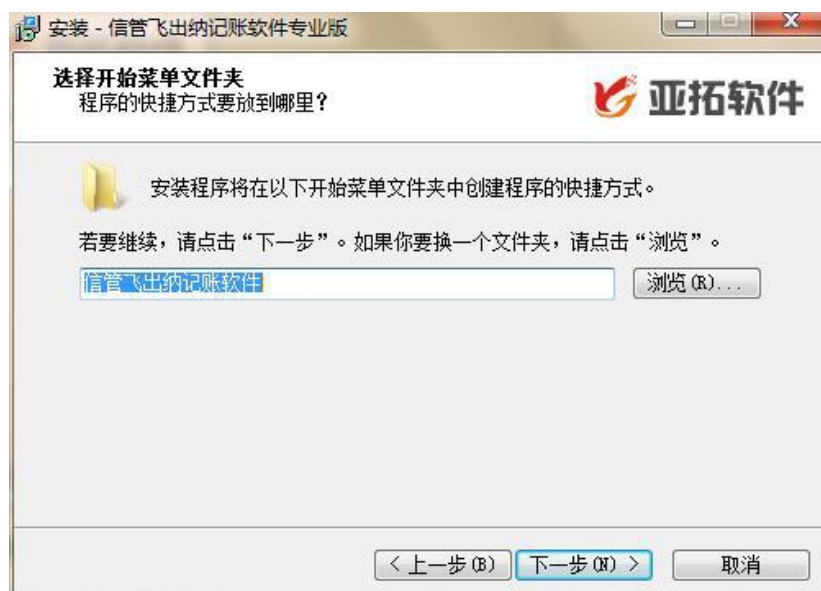 安装 - 信管飞出纳记账软件专业版
选择开始菜单文件夹
程序的快捷方式要放到哪里？
亚拓软件
安装程序将在以下开始菜单文件夹中创建程序的快捷方式。
若要继续，请点击“下一步”。如果你要换一个文件夹，请点击“浏览”。
信管飞出纳记账软件
浏览(R)...
< 上一步(B)
下一步(N) >
取消